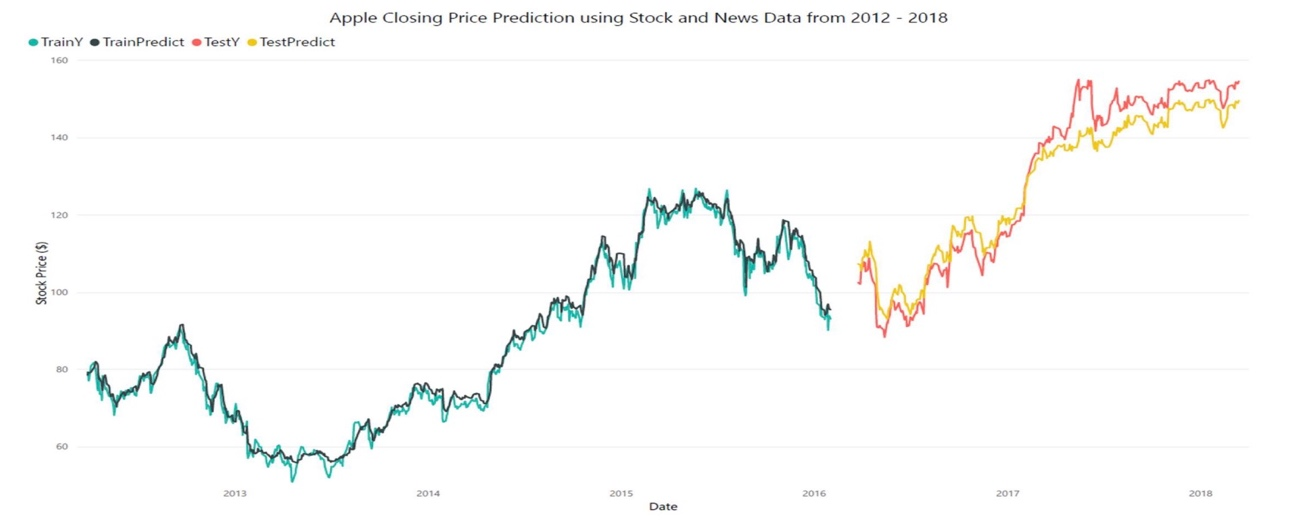 Apple Closing Price Prediction using Stock and News Data from 2012 - 2018
TrainY TrainPredict TestY TestPredict
160
140
120
100
80
60
Stock Price ($)
2013 2014 2015 2016 2017 2018
Date